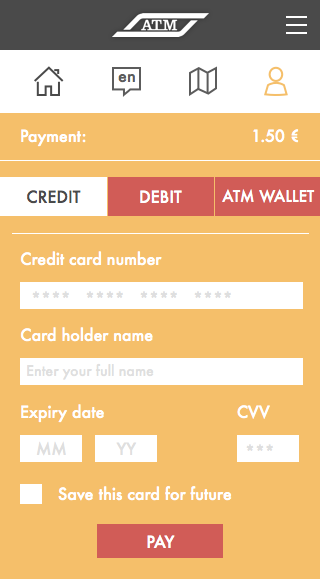 ATM
en
Payment: 1.50 €
CREDIT DEBIT ATM WALLET
Credit card number
**** **** **** ****
Card holder name
Enter your full name
Expiry date CVV
MM YY ***
Save this card for future
PAY